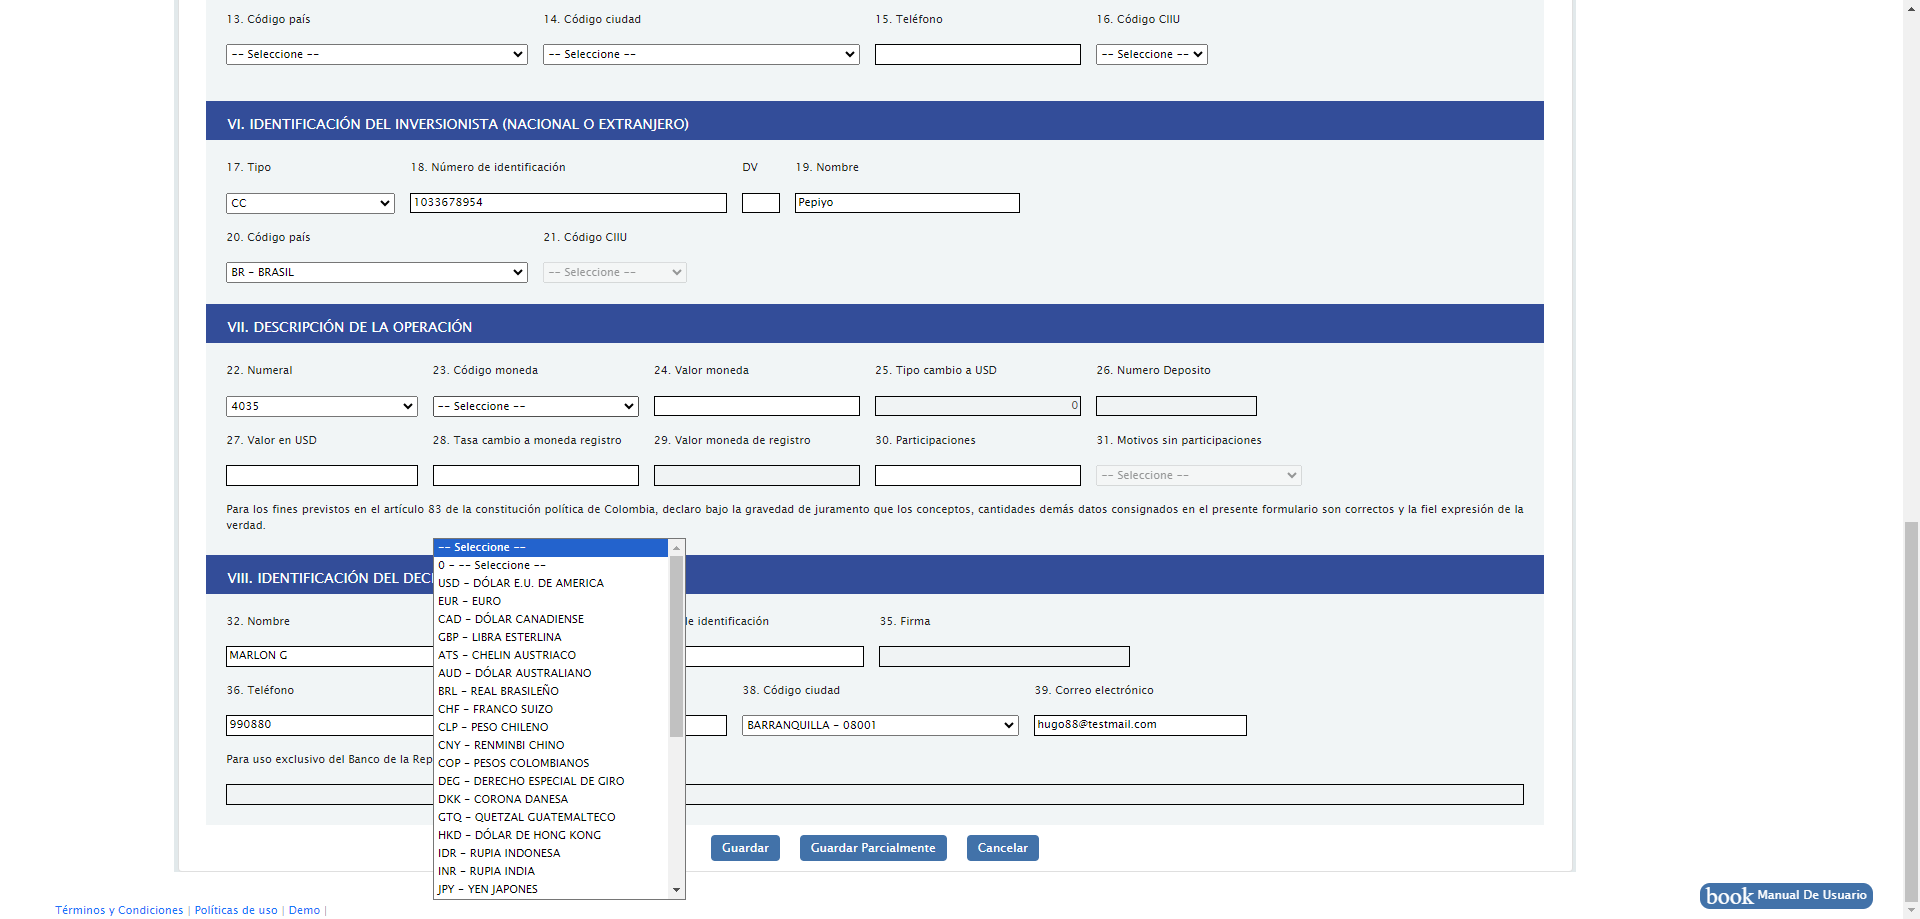 13. Código país 14. Código ciudad 15. Teléfono 16. Código CIIU
-- Seleccione -- -- Seleccione -- -- Seleccione --
VI. IDENTIFICACIÓN DEL INVERSIONISTA (NACIONAL O EXTRANJERO)
17. Tipo 18. Número de identificación DV 19. Nombre
CC 1033678954 Pepiyo
20. Código país 21. Código CIIU
BR - BRASIL -- Seleccione --
VII. DESCRIPCIÓN DE LA OPERACIÓN
22. Numeral 23. Código moneda 24. Valor moneda 25. Tipo cambio a USD 26. Numero Deposito
4035 -- Seleccione -- 0
27. Valor en USD 28. Tasa cambio a moneda registro 29. Valor moneda de registro 30. Participaciones 31. Motivos sin participaciones
-- Seleccione --
Para los fines previstos en el artículo 83 de la constitución política de Colombia, declaro bajo la gravedad de juramento que los conceptos, cantidades demás datos consignados en el presente formulario son correctos y la fiel expresión de la
verdad.
-- Seleccione --
0 - -- Seleccione --
USD - DÓLAR E.U. DE AMERICA
EUR - EURO
CAD - DÓLAR CANADIENSE
GBP - LIBRA ESTERLINA
ATS - CHELIN AUSTRIACO
AUD - DÓLAR AUSTRALIANO
BRL - REAL BRASILEÑO
CHF - FRANCO SUIZO
CLP - PESO CHILENO
CNY - RENMINBI CHINO
COP - PESOS COLOMBIANOS
DEG - DERECHO ESPECIAL DE GIRO
DKK - CORONA DANESA
GTQ - QUETZAL GUATEMALTECO
HKD - DÓLAR DE HONG KONG
IDR - RUPIA INDONESA
INR - RUPIA INDIA
JPY - YEN JAPONES
VIII. IDENTIFICACIÓN DEL DEC
32. Nombre de identificación 35. Firma
MARLON G
36. Teléfono 38. Código ciudad 39. Correo electrónico
990880 BARRANQUILLA - 08001 hugo88@testmail.com
Para uso exclusivo del Banco de la Rep
Guardar Guardar Parcialmente Cancelar
book Manual De Usuario
Términos y Condiciones | Políticas de uso | Demo |